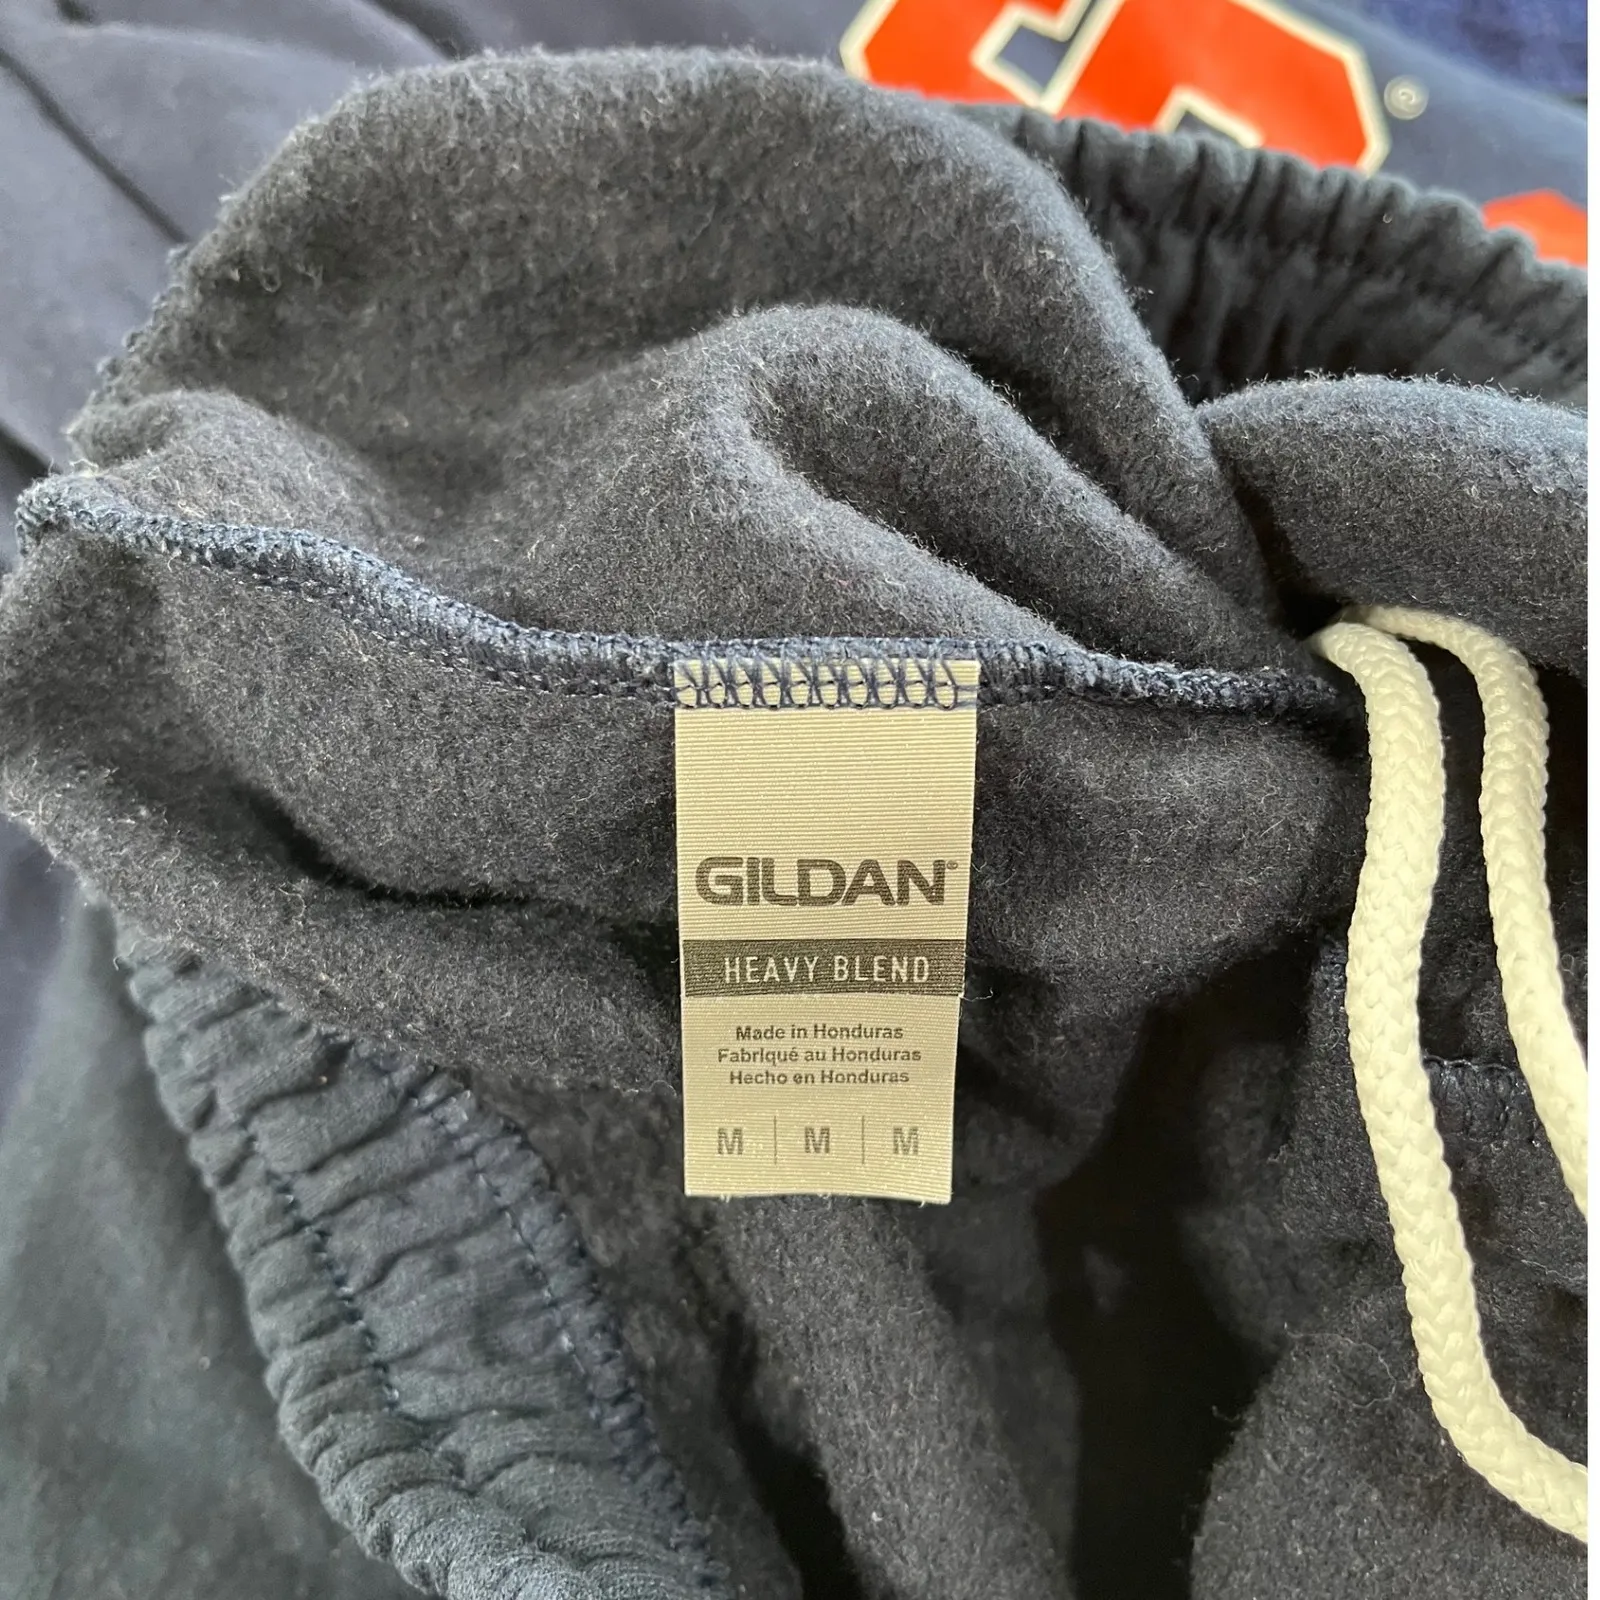 GILDAN®
HEAVY BLEND
Made in Honduras
Fabriqué au Honduras
Hecho en Honduras
M | M | M